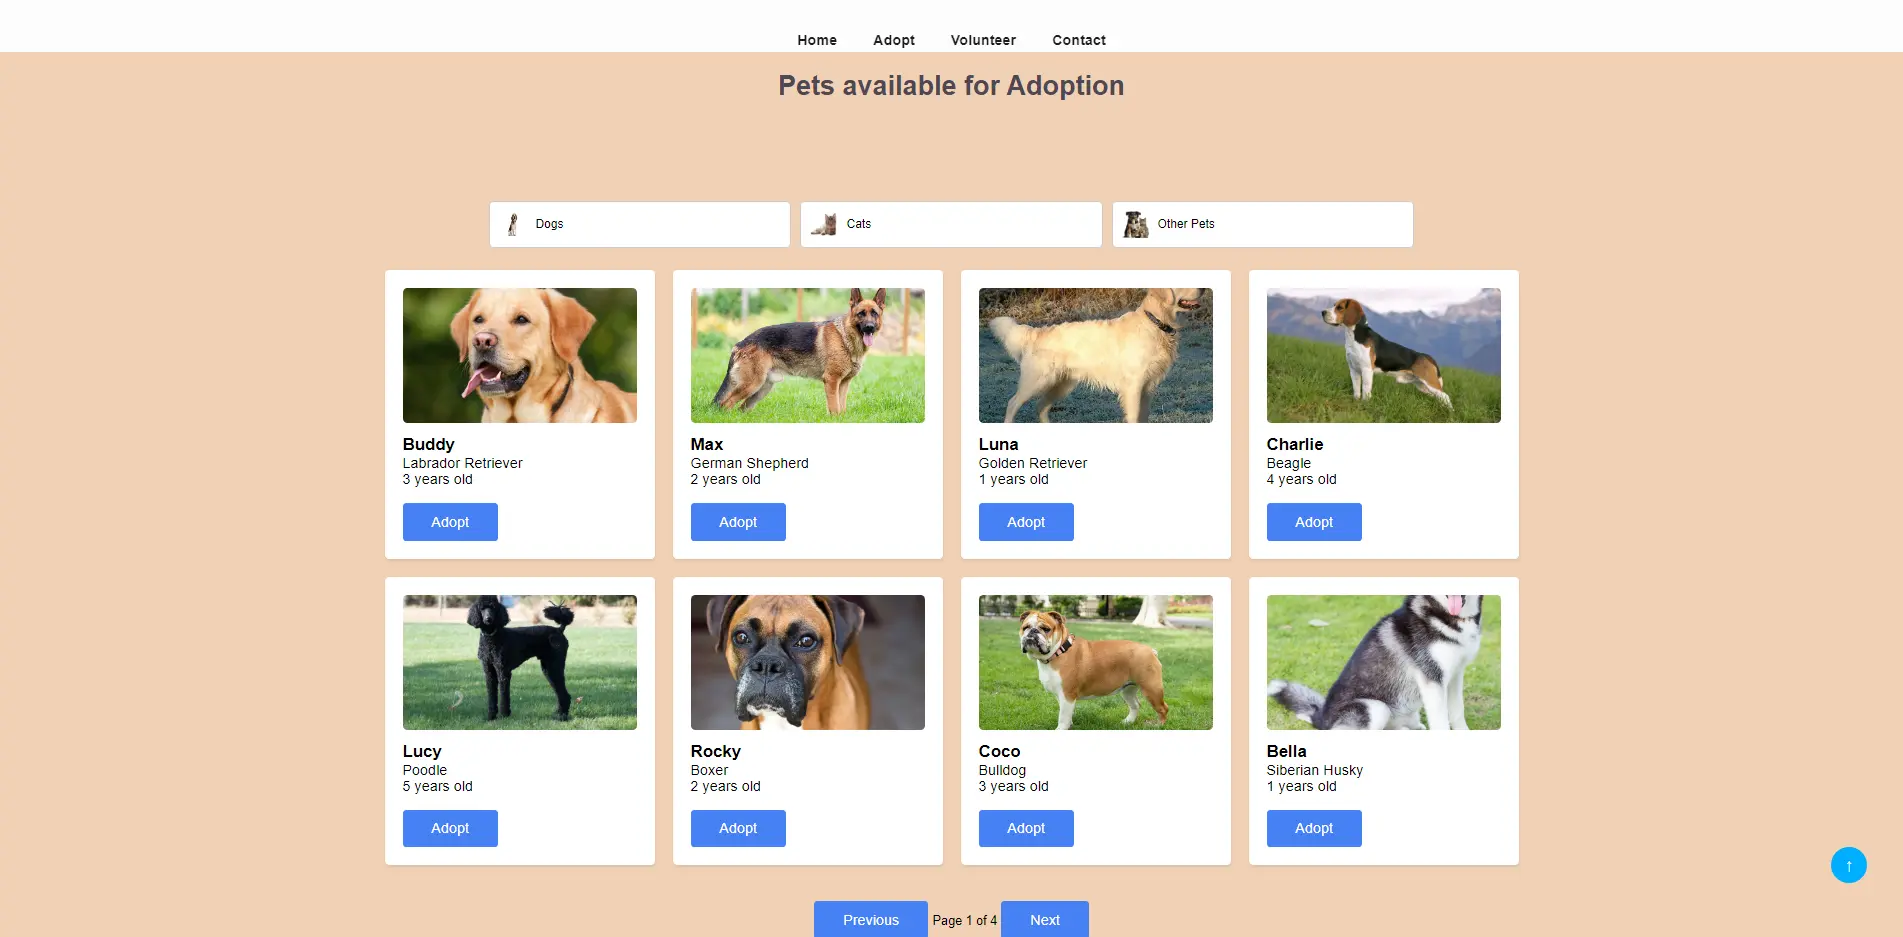 Home Adopt Volunteer Contact
Pets available for Adoption
Dogs Cats Other Pets
Buddy
Labrador Retriever
3 years old
Adopt
Max
German Shepherd
2 years old
Adopt
Luna
Golden Retriever
1 years old
Adopt
Charlie
Beagle
4 years old
Adopt
Lucy
Poodle
5 years old
Adopt
Rocky
Boxer
2 years old
Adopt
Coco
Bulldog
3 years old
Adopt
Bella
Siberian Husky
1 years old
Adopt
↑
Previous Page 1 of 4 Next